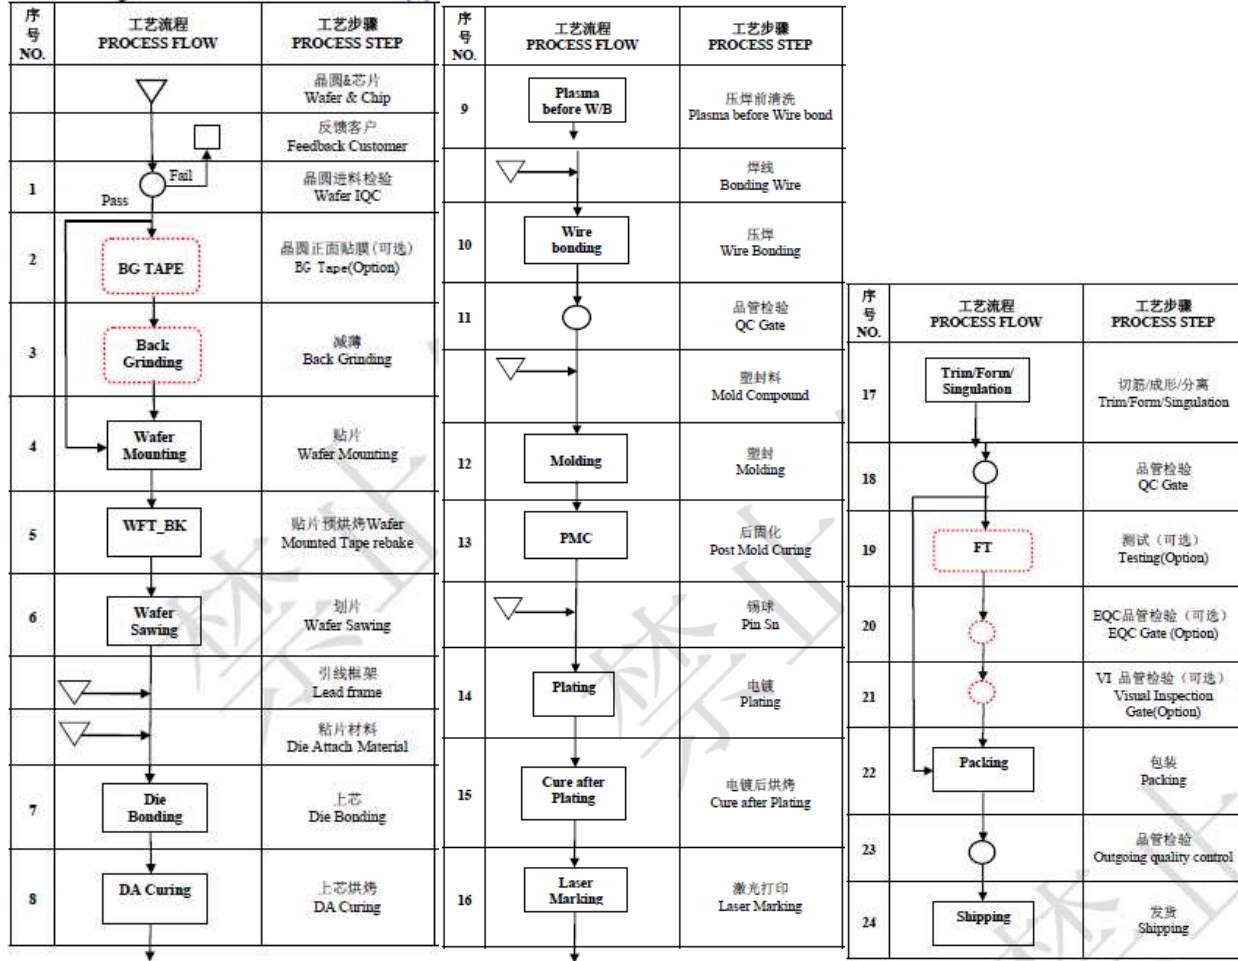 序
号
NO.
工艺流程
PROCESS FLOW
工艺步骤
PROCESS STEP
晶圆&芯片
Wafer & Chip
反馈客户
Feedback Customer
1
Pass
Fail
晶圆进料检验
Wafer IQC
2
BG TAPE
晶圆正面贴膜(可选)
BG Tape(Option)
3
Back
Grinding
减薄
Back Grinding
4
Wafer
Mounting
贴片
Wafer Mounting
5
WFT_BK
贴片预烘烤Wafer
Mounted Tape rebake
6
Wafer
Sawing
划片
Wafer Sawing
引线框架
Lead frame
粘片材料
Die Attach Material
7
Die
Bonding
上芯
Die Bonding
8
DA Curing
上芯烘烤
DA Curing
序
号
NO.
工艺流程
PROCESS FLOW
工艺步骤
PROCESS STEP
9
Plasma
before W/B
压焊前清洗
Plasma before Wire bond
焊线
Bonding Wire
10
Wire
bonding
压焊
Wire Bonding
11
品管检验
QC Gate
塑封料
Mold Compound
12
Molding
塑封
Molding
13
PMC
后固化
Post Mold Curing
锡球
Pin Sn
14
Plating
电镀
Plating
15
Cure after
Plating
电镀后烘烤
Cure after Plating
16
Laser
Marking
激光打印
Laser Marking
序
号
NO.
工艺流程
PROCESS FLOW
工艺步骤
PROCESS STEP
17
Trim/Form/
Singulation
切筋/成形/分离
Trim/Form/Singulation
18
品管检验
QC Gate
19
FT
测试（可选）
Testing(Option)
20
EQC品管检验（可选）
EQC Gate (Option)
21
VI 品管检验（可选）
Visual Inspection
Gate(Option)
22
Packing
包装
Packing
23
品管检验
Outgoing quality control
24
Shipping
发货
Shipping
禁止
禁止
禁止